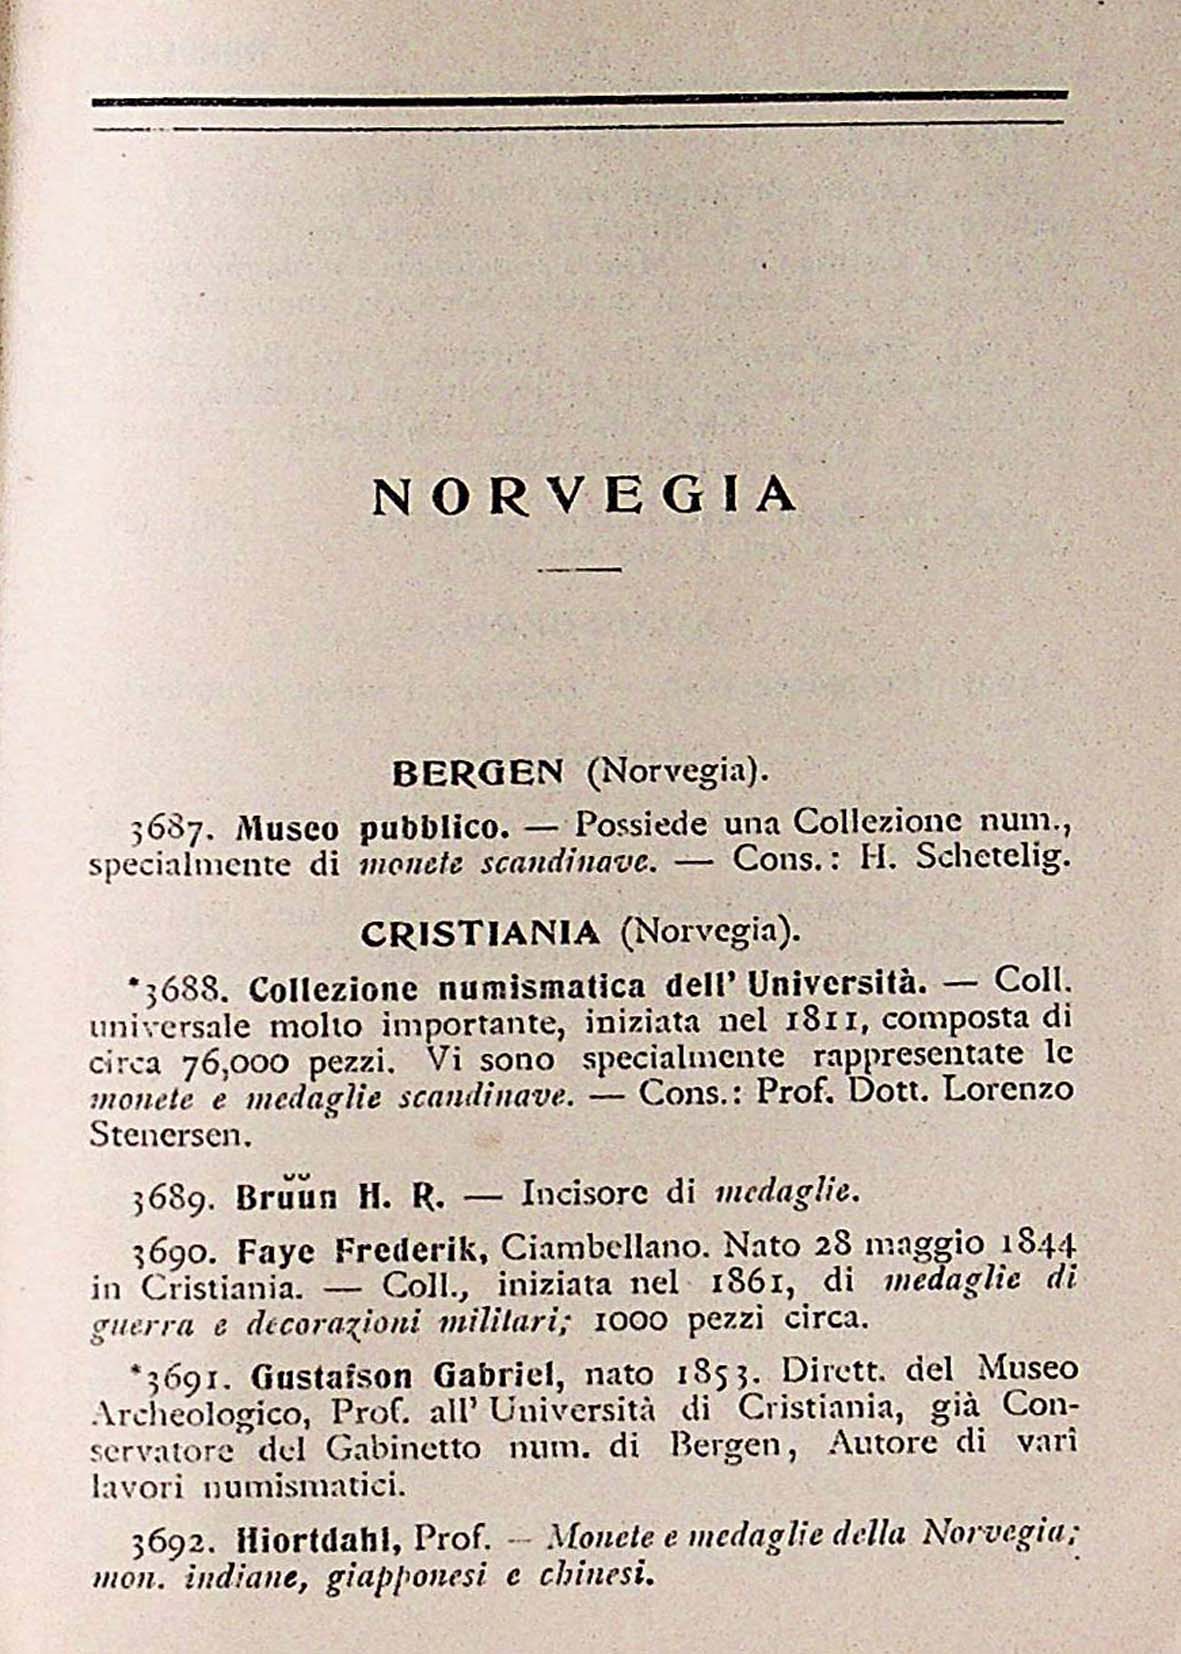 NORVEGIA
BERGEN (Norvegia).
3687. Museo pubblico. — Possiede una Collezione num.,
specialmente di monete scandinave. — Cons.: H. Schetelig.
CRISTIANIA (Norvegia).
*3688. Collezione numismatica dell' Università. — Coll.
universale molto importante, iniziata nel 1811, composta di
circa 76,000 pezzi. Vi sono specialmente rappresentate le
monete e medaglie scandinave. — Cons.: Prof. Dott. Lorenzo
Stenersen.
3689. Brŭŭn H. R. — Incisore di medaglie.
3690. Faye Frederik, Ciambellano. Nato 28 maggio 1844
in Cristiania. — Coll., iniziata nel 1861, di medaglie di
guerra e decorazioni militari; 1000 pezzi circa.
*3691. Gustafson Gabriel, nato 1853. Dirett. del Museo
Archeologico, Prof. all' Università di Cristiania, già Con-
servatore del Gabinetto num. di Bergen, Autore di varî
lavori numismatici.
3692. Hiortdahl, Prof. — Monete e medaglie della Norvegia;
mon. indiane, giapponesi e chinesi.